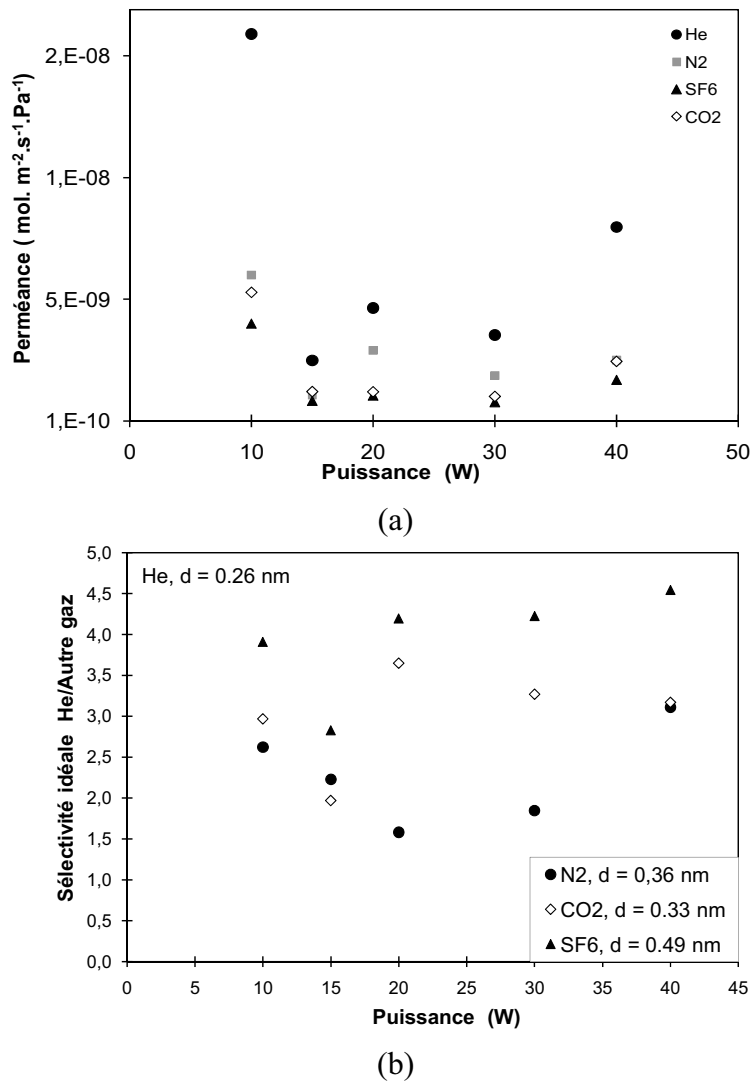 2,E-08
1,E-08
5,E-09
1,E-10
Perméance ( mol. m-2.s-1.Pa-1)
He
N2
SF6
CO2
0 10 20 30 40 50
Puissance (W)
(a)
5,0
4,5
4,0
3,5
3,0
2,5
2,0
1,5
1,0
0,5
0,0
Sélectivité idéale He/Autre gaz
He, d = 0.26 nm
N2, d = 0,36 nm
CO2, d = 0.33 nm
SF6, d = 0.49 nm
0 5 10 15 20 25 30 35 40 45
Puissance (W)
(b)